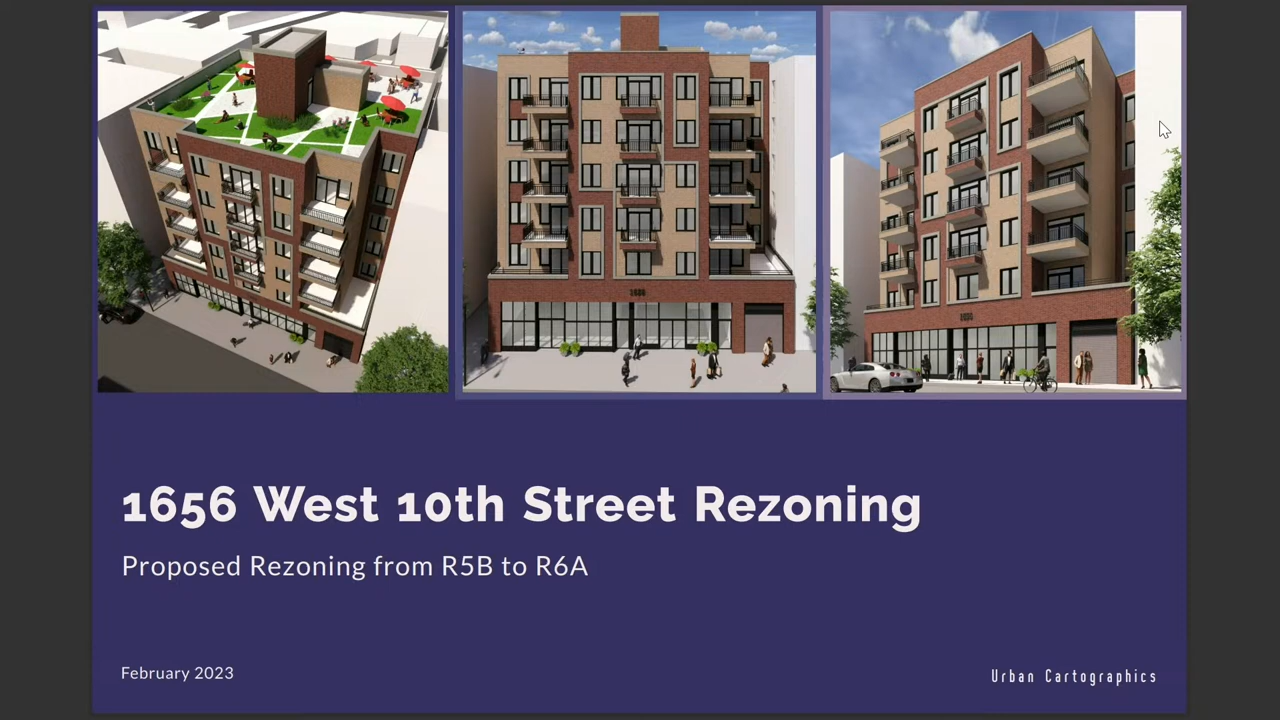 1656 West 10th Street Rezoning
Proposed Rezoning from R5B to R6A
February 2023
Urban Cartographics